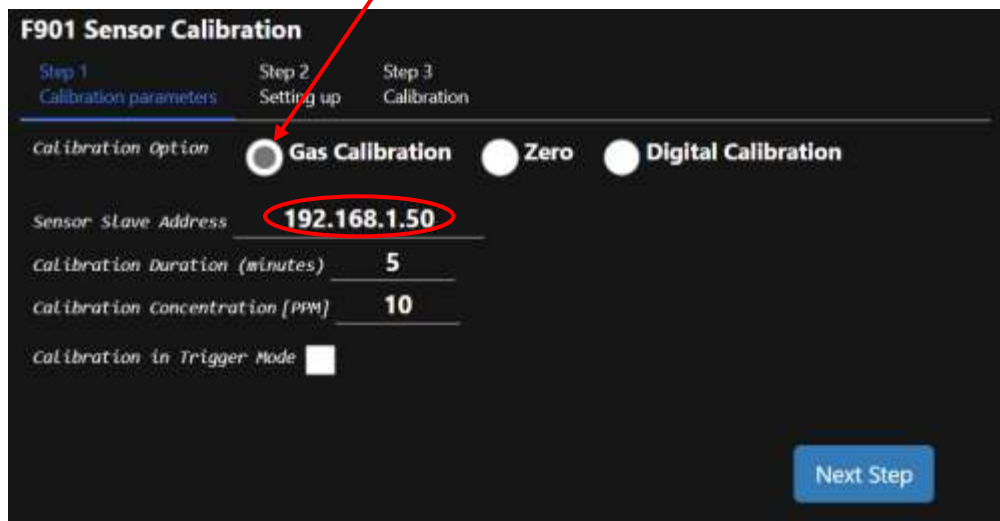 F901 Sensor Calibration
Step 1 Step 2 Step 3
Calibration parameters Setting up Calibration
Calibration Option Gas Calibration Zero Digital Calibration
Sensor Slave Address 192.168.1.50
Calibration Duration (minutes) 5
Calibration Concentration [PPM] 10
Calibration in Trigger Mode
Next Step